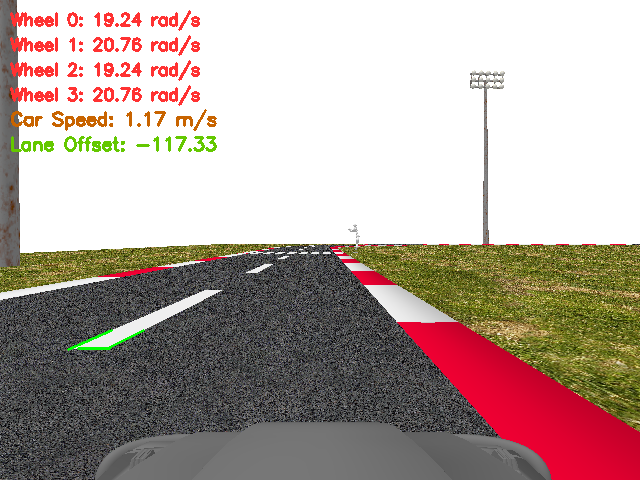 Wheel 0: 19.24 rad/s
Wheel 1: 20.76 rad/s
Wheel 2: 19.24 rad/s
Wheel 3: 20.76 rad/s
Car Speed: 1.17 m/s
Lane Offset: -117.33